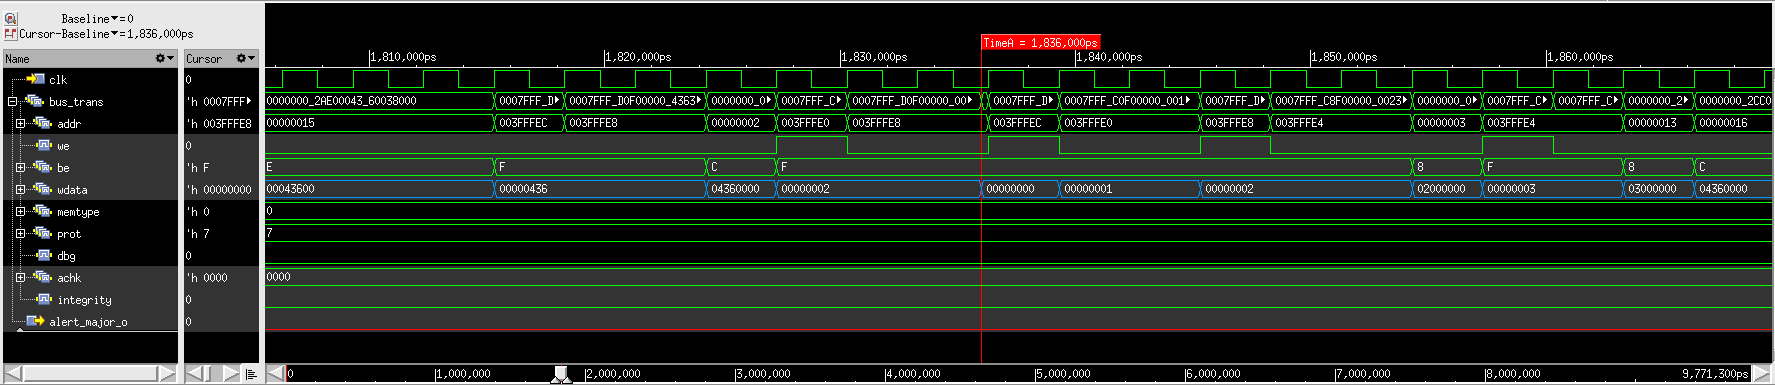 Baseline▼=0
Cursor-Baseline▼=1,836,000ps
TimeA = 1,836,000ps
1,810,000ps 1,820,000ps 1,830,000ps 1,840,000ps 1,850,000ps 1,860,000ps
Name Cursor
clk 0
bus_trans 'h 0007FFF 0000000_2AE00043_60038000 0007FFF_D 0007FFF_D0F00000_4363 0000000_0 0007FFF_C 0007FFF_D0F00000_00 0007FFF_D 0007FFF_C0F00000_001 0007FFF_D 0007FFF_C8F00000_0023 0000000_0 0007FFF_C 0007FFF_C 0000000_2 0000000_2CC0
addr 'h 003FFFE8 00000015 003FFFEC 003FFFE8 00000002 003FFFE0 003FFFE8 003FFFEC 003FFFE0 003FFFE8 003FFFE4 00000003 003FFFE4 00000013 00000016
we 0
be 'h F E F C F 8 F 8 C
wdata 'h 00000000 00043600 00000436 04360000 00000002 00000000 00000001 00000002 02000000 00000003 03000000 04360000
memtype 'h 0 0
prot 'h 7 7
dbg 0
achk 'h 0000 0000
integrity 0
alert_major_o 0
0 1,000,000 2,000,000 3,000,000 4,000,000 5,000,000 6,000,000 7,000,000 8,000,000 9,771,300ps